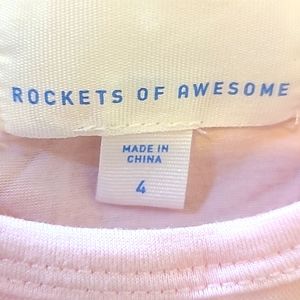 ROCKETS OF AWESOME
MADE IN
CHINA
4